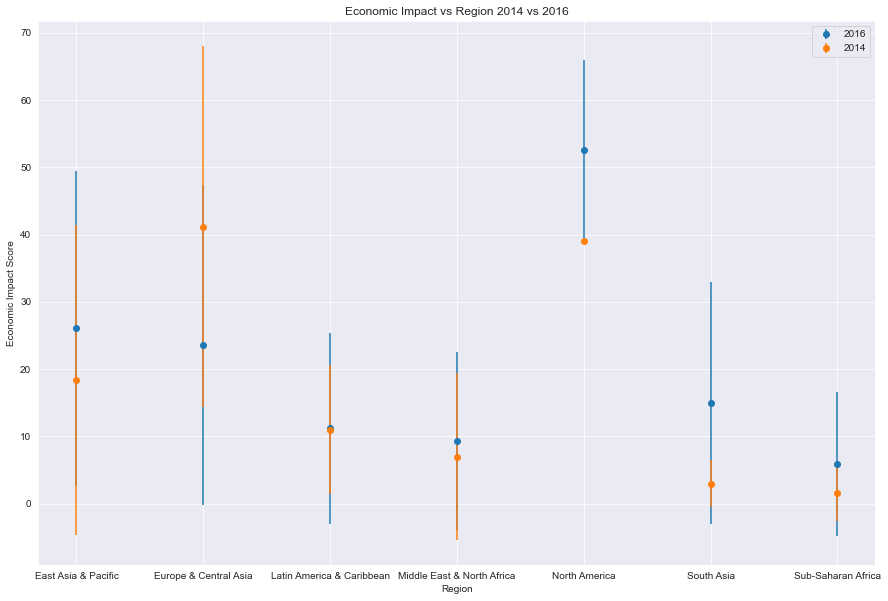 Economic Impact vs Region 2014 vs 2016
2016
2014
70
60
50
40
30
20
10
0
Economic Impact Score
East Asia & Pacific
Europe & Central Asia
Latin America & Caribbean
Middle East & North Africa
North America
South Asia
Sub-Saharan Africa
Region